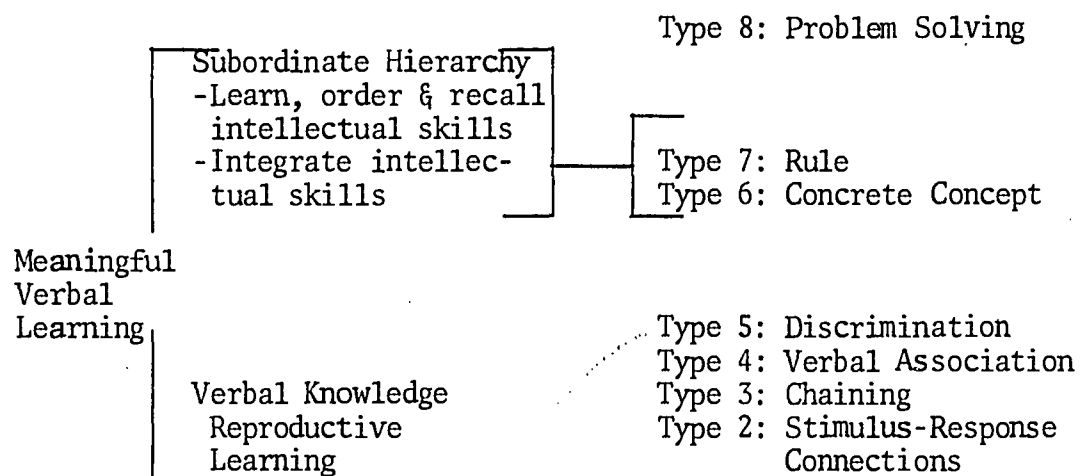 Type 8: Problem Solving
Subordinate Hierarchy
-Learn, order & recall
intellectual skills
-Integrate intellec-
tual skills
Type 7: Rule
Type 6: Concrete Concept
Meaningful
Verbal
Learning
Type 5: Discrimination
Type 4: Verbal Association
Verbal Knowledge
Reproductive
Learning
Type 3: Chaining
Type 2: Stimulus-Response
Connections